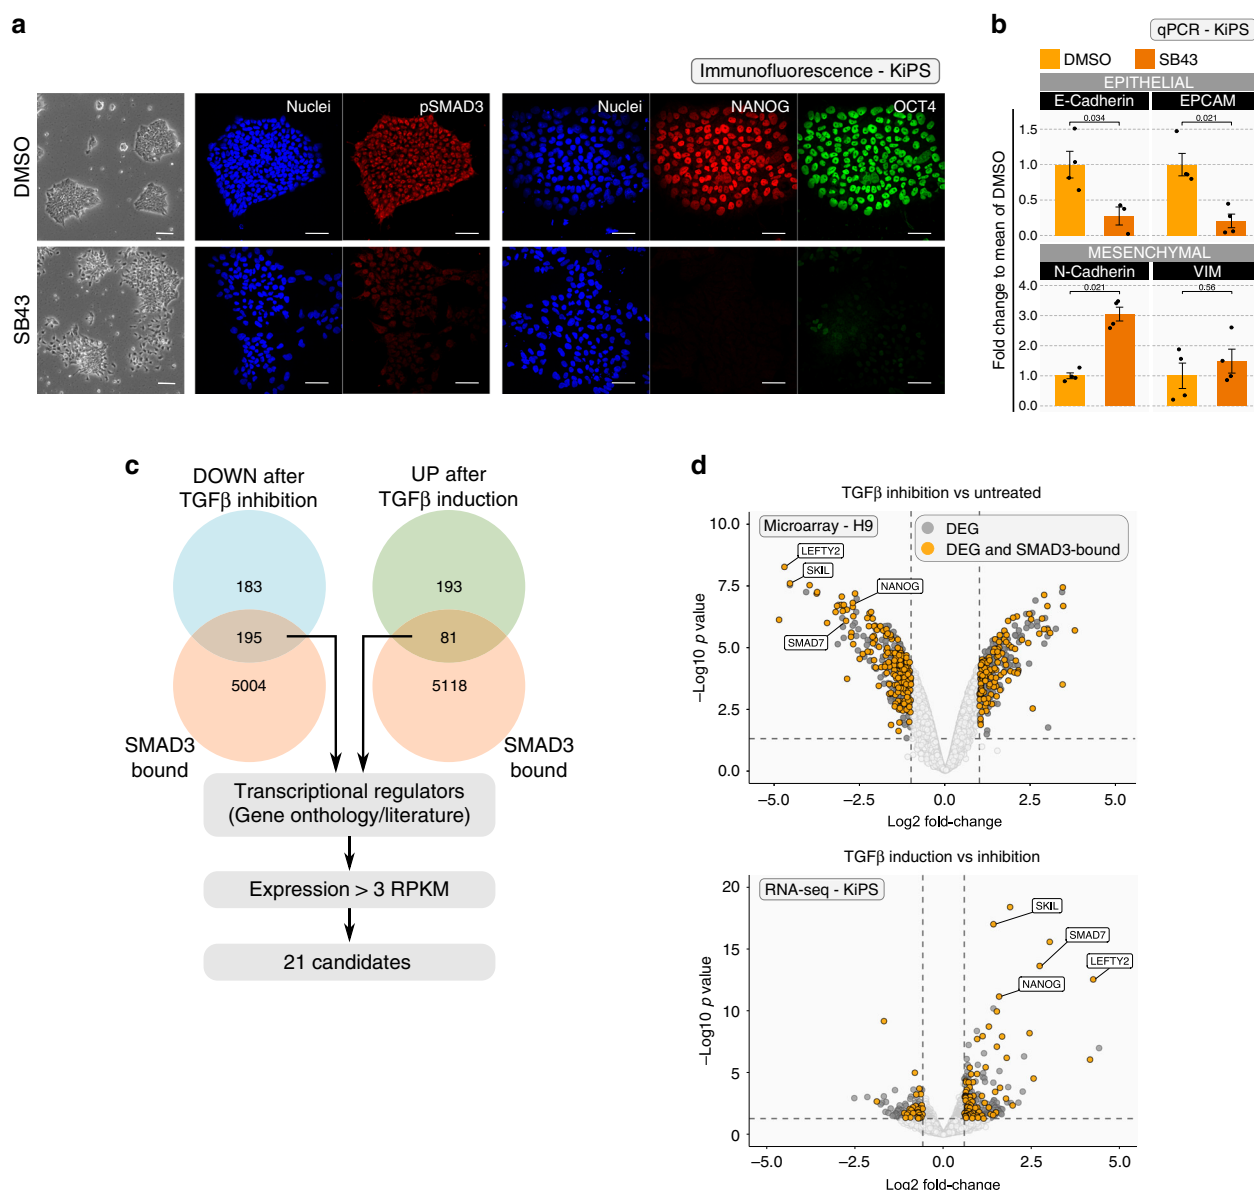 a
Immunofluorescence - KiPS
Nuclei
pSMAD3
Nuclei
NANOG
OCT4
DMSO
SB43
b
qPCR - KiPS
DMSO
SB43
EPITHELIAL
E-Cadherin
EPCAM
0.034
0.021
1.5
1.0
0.5
0.0
MESENCHYMAL
N-Cadherin
VIM
0.021
0.56
4.0
3.0
2.0
1.0
0.0
Fold change to mean of DMSO
c
DOWN after
TGFβ inhibition
UP after
TGFβ induction
183
193
195
81
5004
5118
SMAD3
bound
SMAD3
bound
Transcriptional regulators
(Gene onthology/literature)
Expression > 3 RPKM
21 candidates
d
TGFβ inhibition vs untreated
Microarray - H9
DEG
DEG and SMAD3-bound
LEFTY2
SKIL
NANOG
SMAD7
10.0
7.5
5.0
2.5
0.0
−Log10 p value
−5.0
−2.5
0.0
2.5
5.0
Log2 fold-change
TGFβ induction vs inhibition
RNA-seq - KiPS
SKIL
SMAD7
LEFTY2
NANOG
20
15
10
5
0
−Log10 p value
−5.0
−2.5
0.0
2.5
5.0
Log2 fold-change